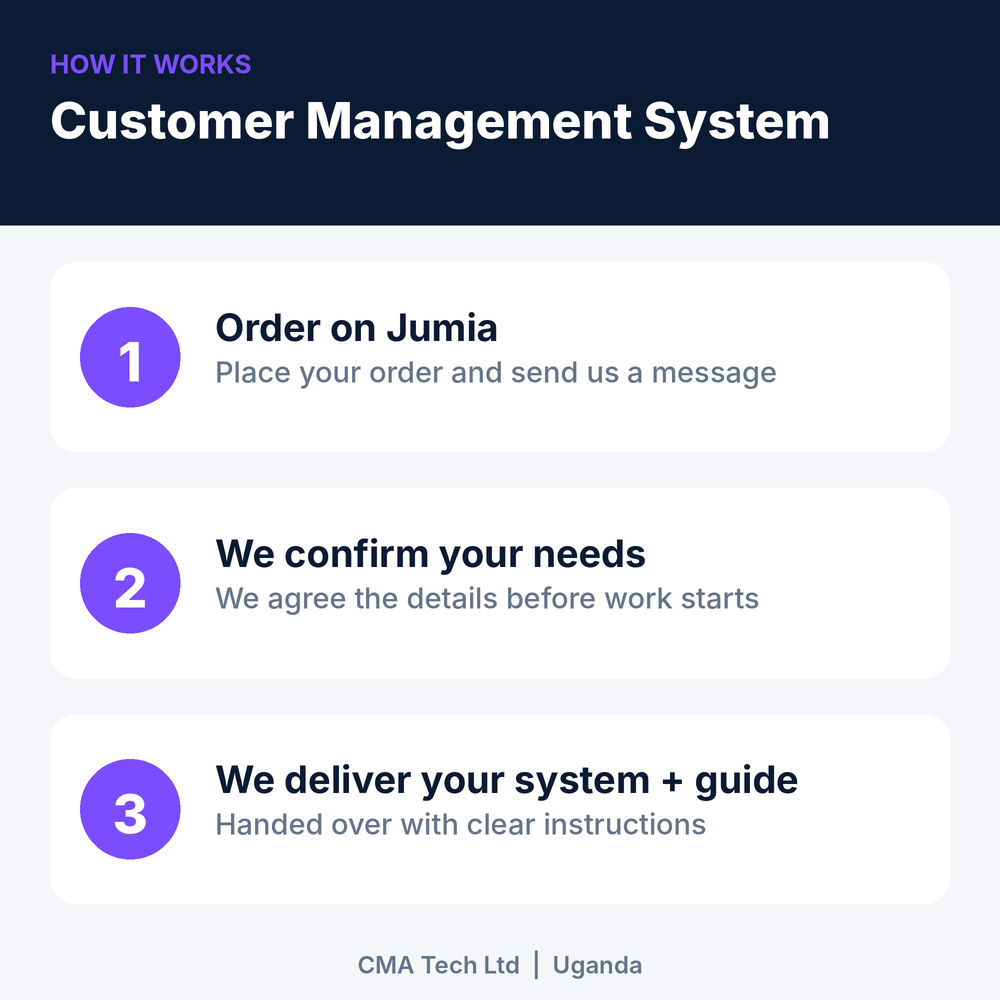 HOW IT WORKS
Customer Management System
1
Order on Jumia
Place your order and send us a message
2
We confirm your needs
We agree the details before work starts
3
We deliver your system + guide
Handed over with clear instructions
CMA Tech Ltd | Uganda